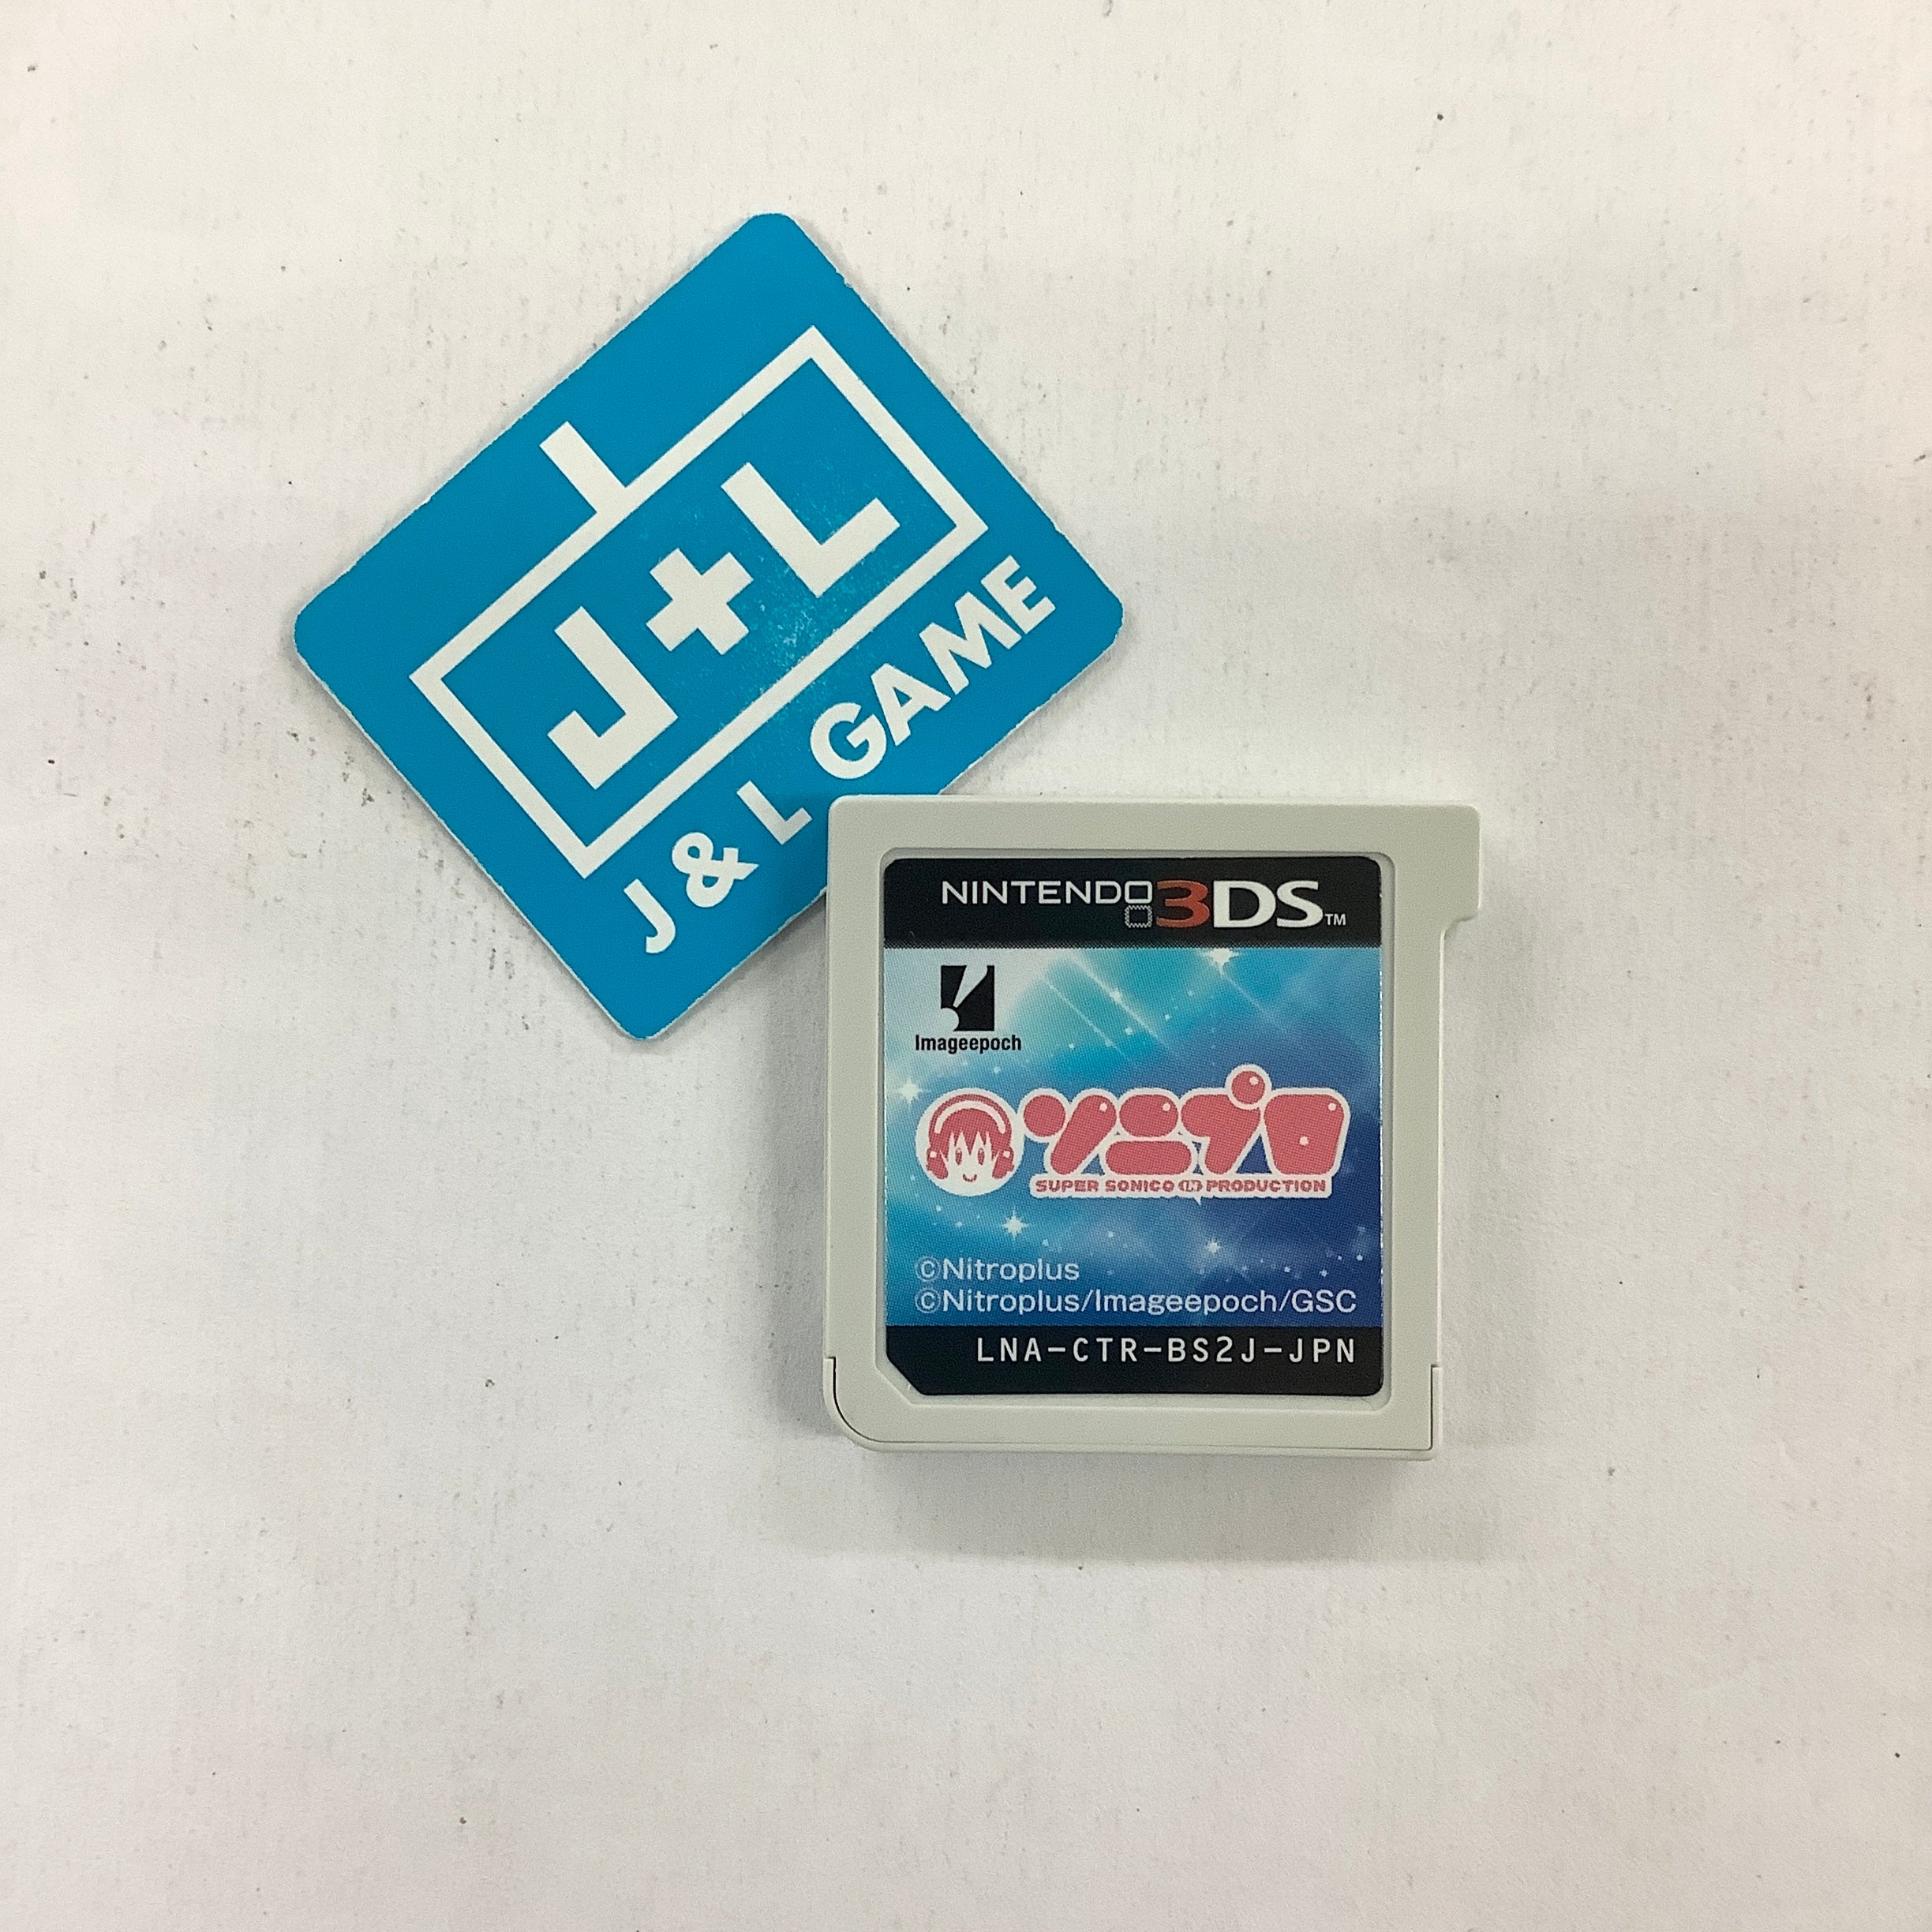 J+L
J & L GAME
NINTENDO 3DS™
Imageepoch
ソニプロ
SUPER SONICO IN PRODUCTION
©Nitroplus
©Nitroplus/Imageepoch/GSC
LNA-CTR-BS2J-JPN